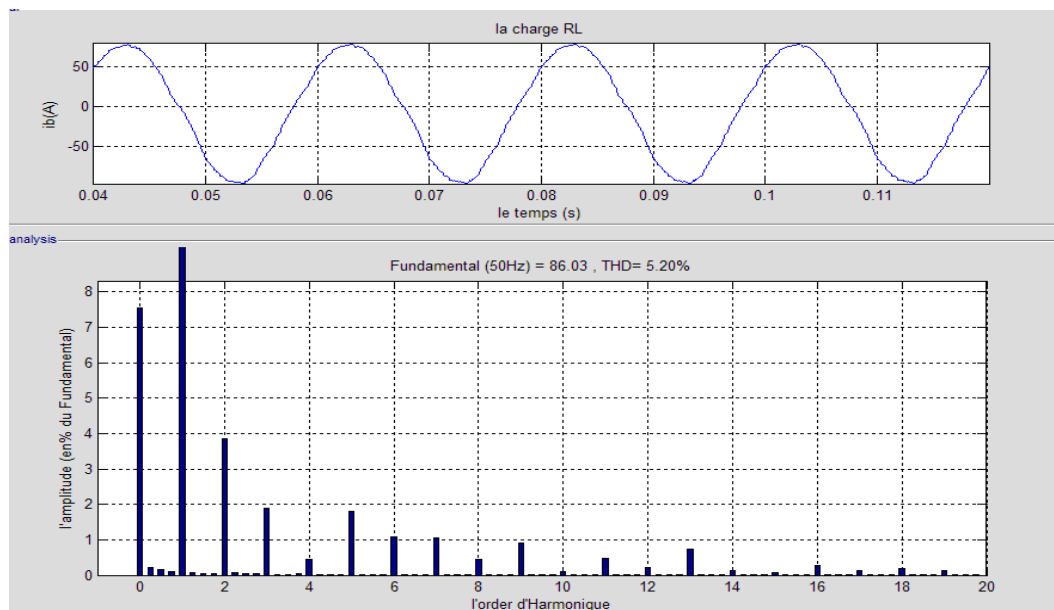 la charge RL
50
0
-50
ib(A)
0.04 0.05 0.06 0.07 0.08 0.09 0.1 0.11
le temps (s)
analysis
Fundamental (50Hz) = 86.03 , THD= 5.20%
8
7
6
5
4
3
2
1
0
l'amplitude (en% du Fundamental)
0 2 4 6 8 10 12 14 16 18 20
l'order d'Harmonique